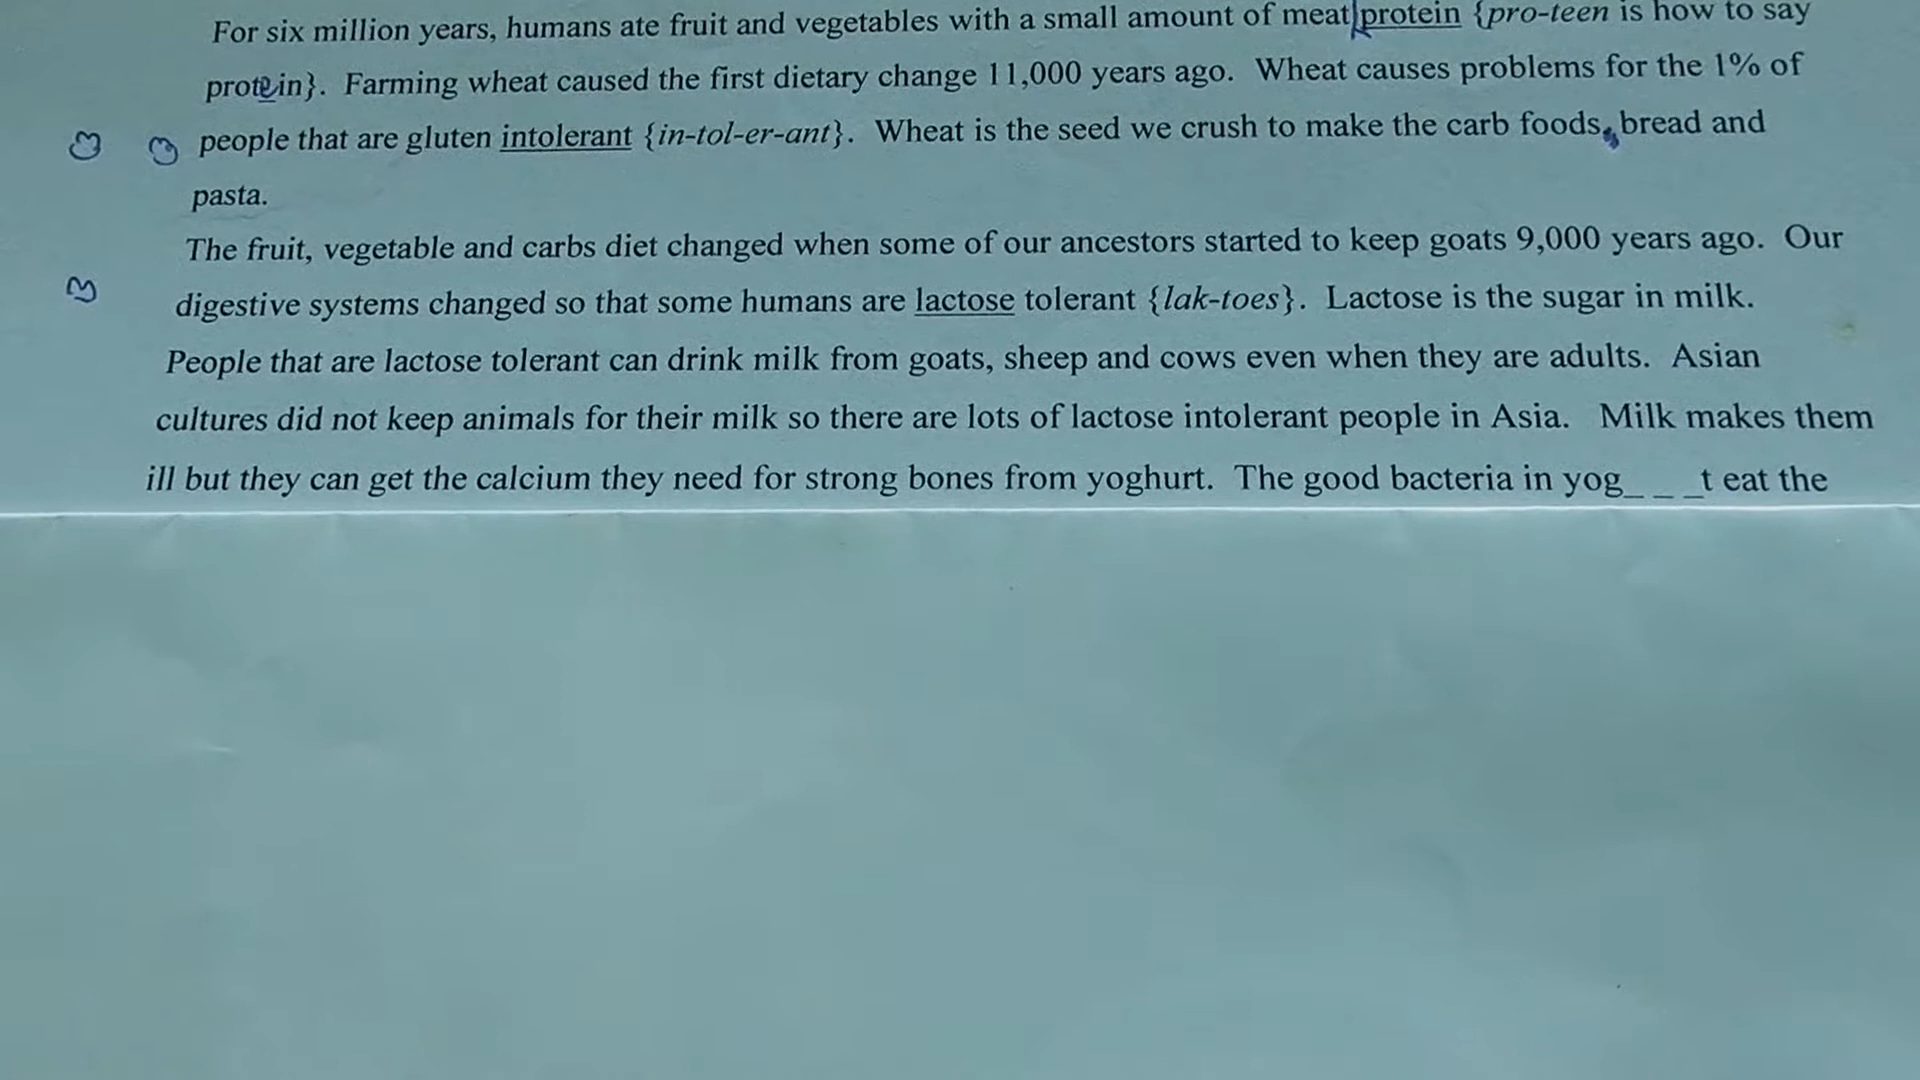 For six million years, humans ate fruit and vegetables with a small amount of meat protein {pro-teen is how to say
protein}. Farming wheat caused the first dietary change 11,000 years ago. Wheat causes problems for the 1% of
people that are gluten intolerant {in-tol-er-ant}. Wheat is the seed we crush to make the carb foods, bread and
pasta.
The fruit, vegetable and carbs diet changed when some of our ancestors started to keep goats 9,000 years ago. Our
digestive systems changed so that some humans are lactose tolerant {lak-toes}. Lactose is the sugar in milk.
People that are lactose tolerant can drink milk from goats, sheep and cows even when they are adults. Asian
cultures did not keep animals for their milk so there are lots of lactose intolerant people in Asia. Milk makes them
ill but they can get the calcium they need for strong bones from yoghurt. The good bacteria in yog_ _ _t eat the